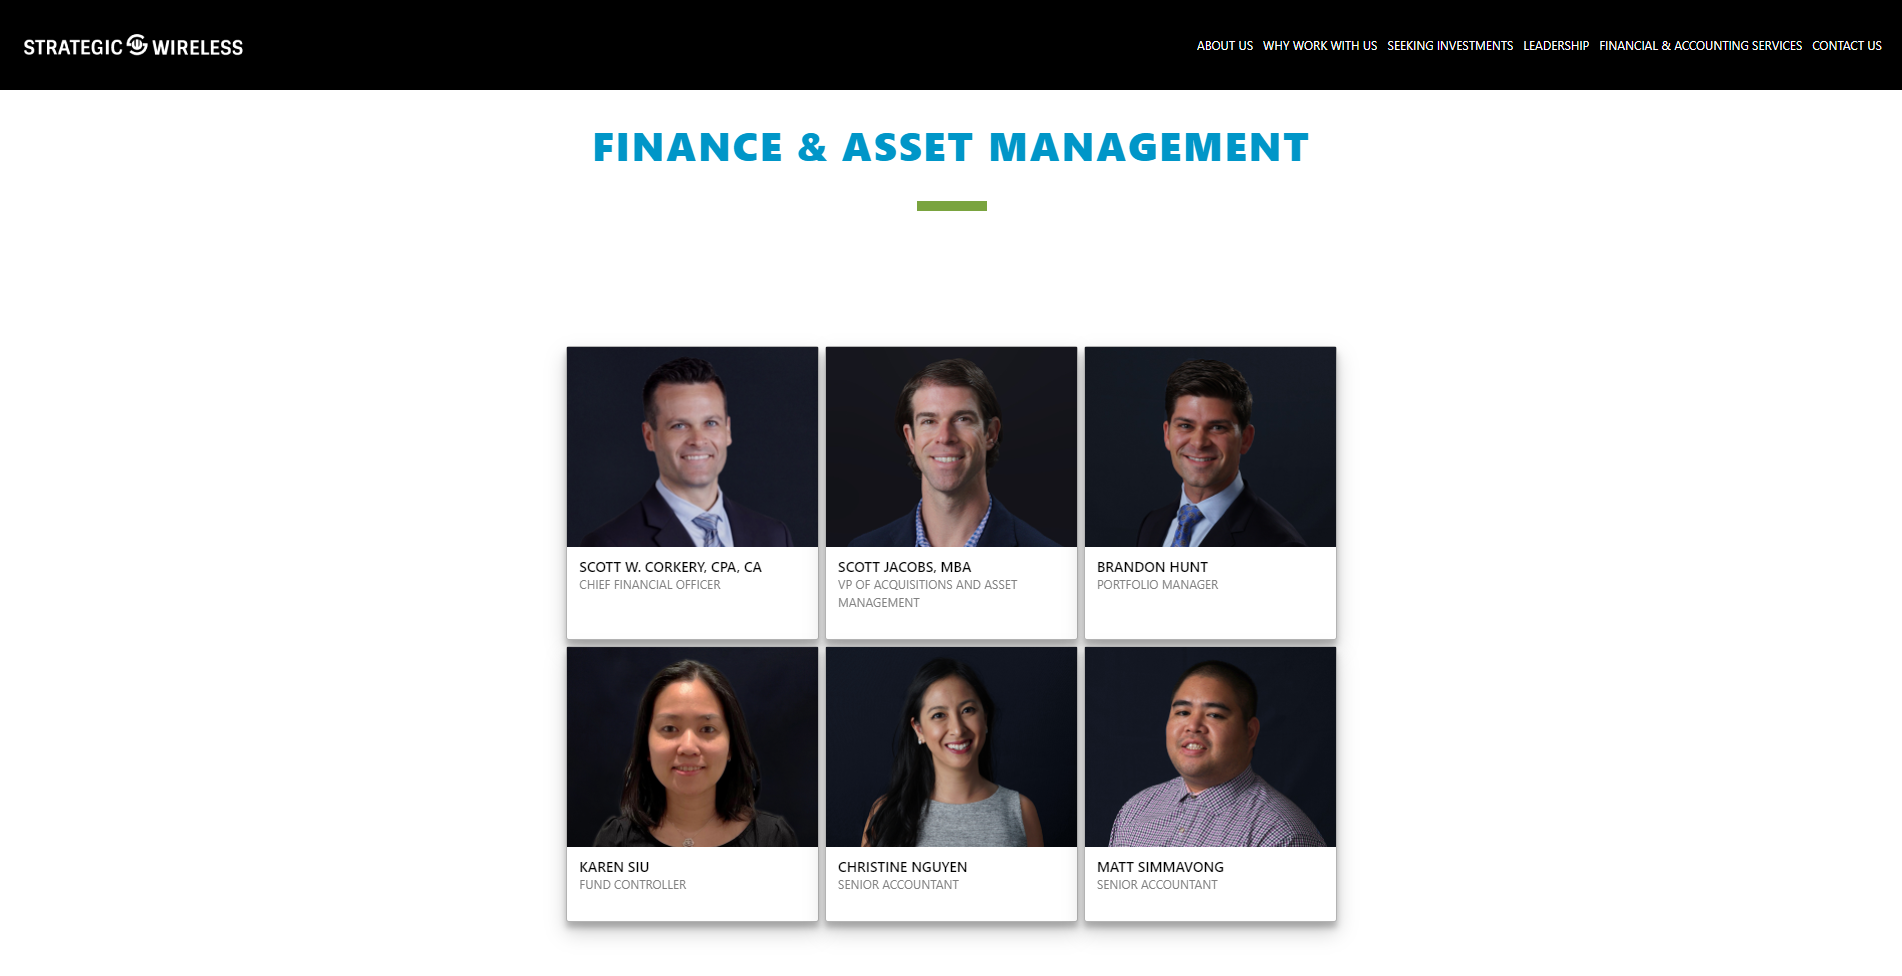 STRATEGIC WIRELESS
ABOUT US WHY WORK WITH US SEEKING INVESTMENTS LEADERSHIP FINANCIAL & ACCOUNTING SERVICES CONTACT US
FINANCE & ASSET MANAGEMENT
SCOTT W. CORKERY, CPA, CA
CHIEF FINANCIAL OFFICER
SCOTT JACOBS, MBA
VP OF ACQUISITIONS AND ASSET
MANAGEMENT
BRANDON HUNT
PORTFOLIO MANAGER
KAREN SIU
FUND CONTROLLER
CHRISTINE NGUYEN
SENIOR ACCOUNTANT
MATT SIMMAVONG
SENIOR ACCOUNTANT